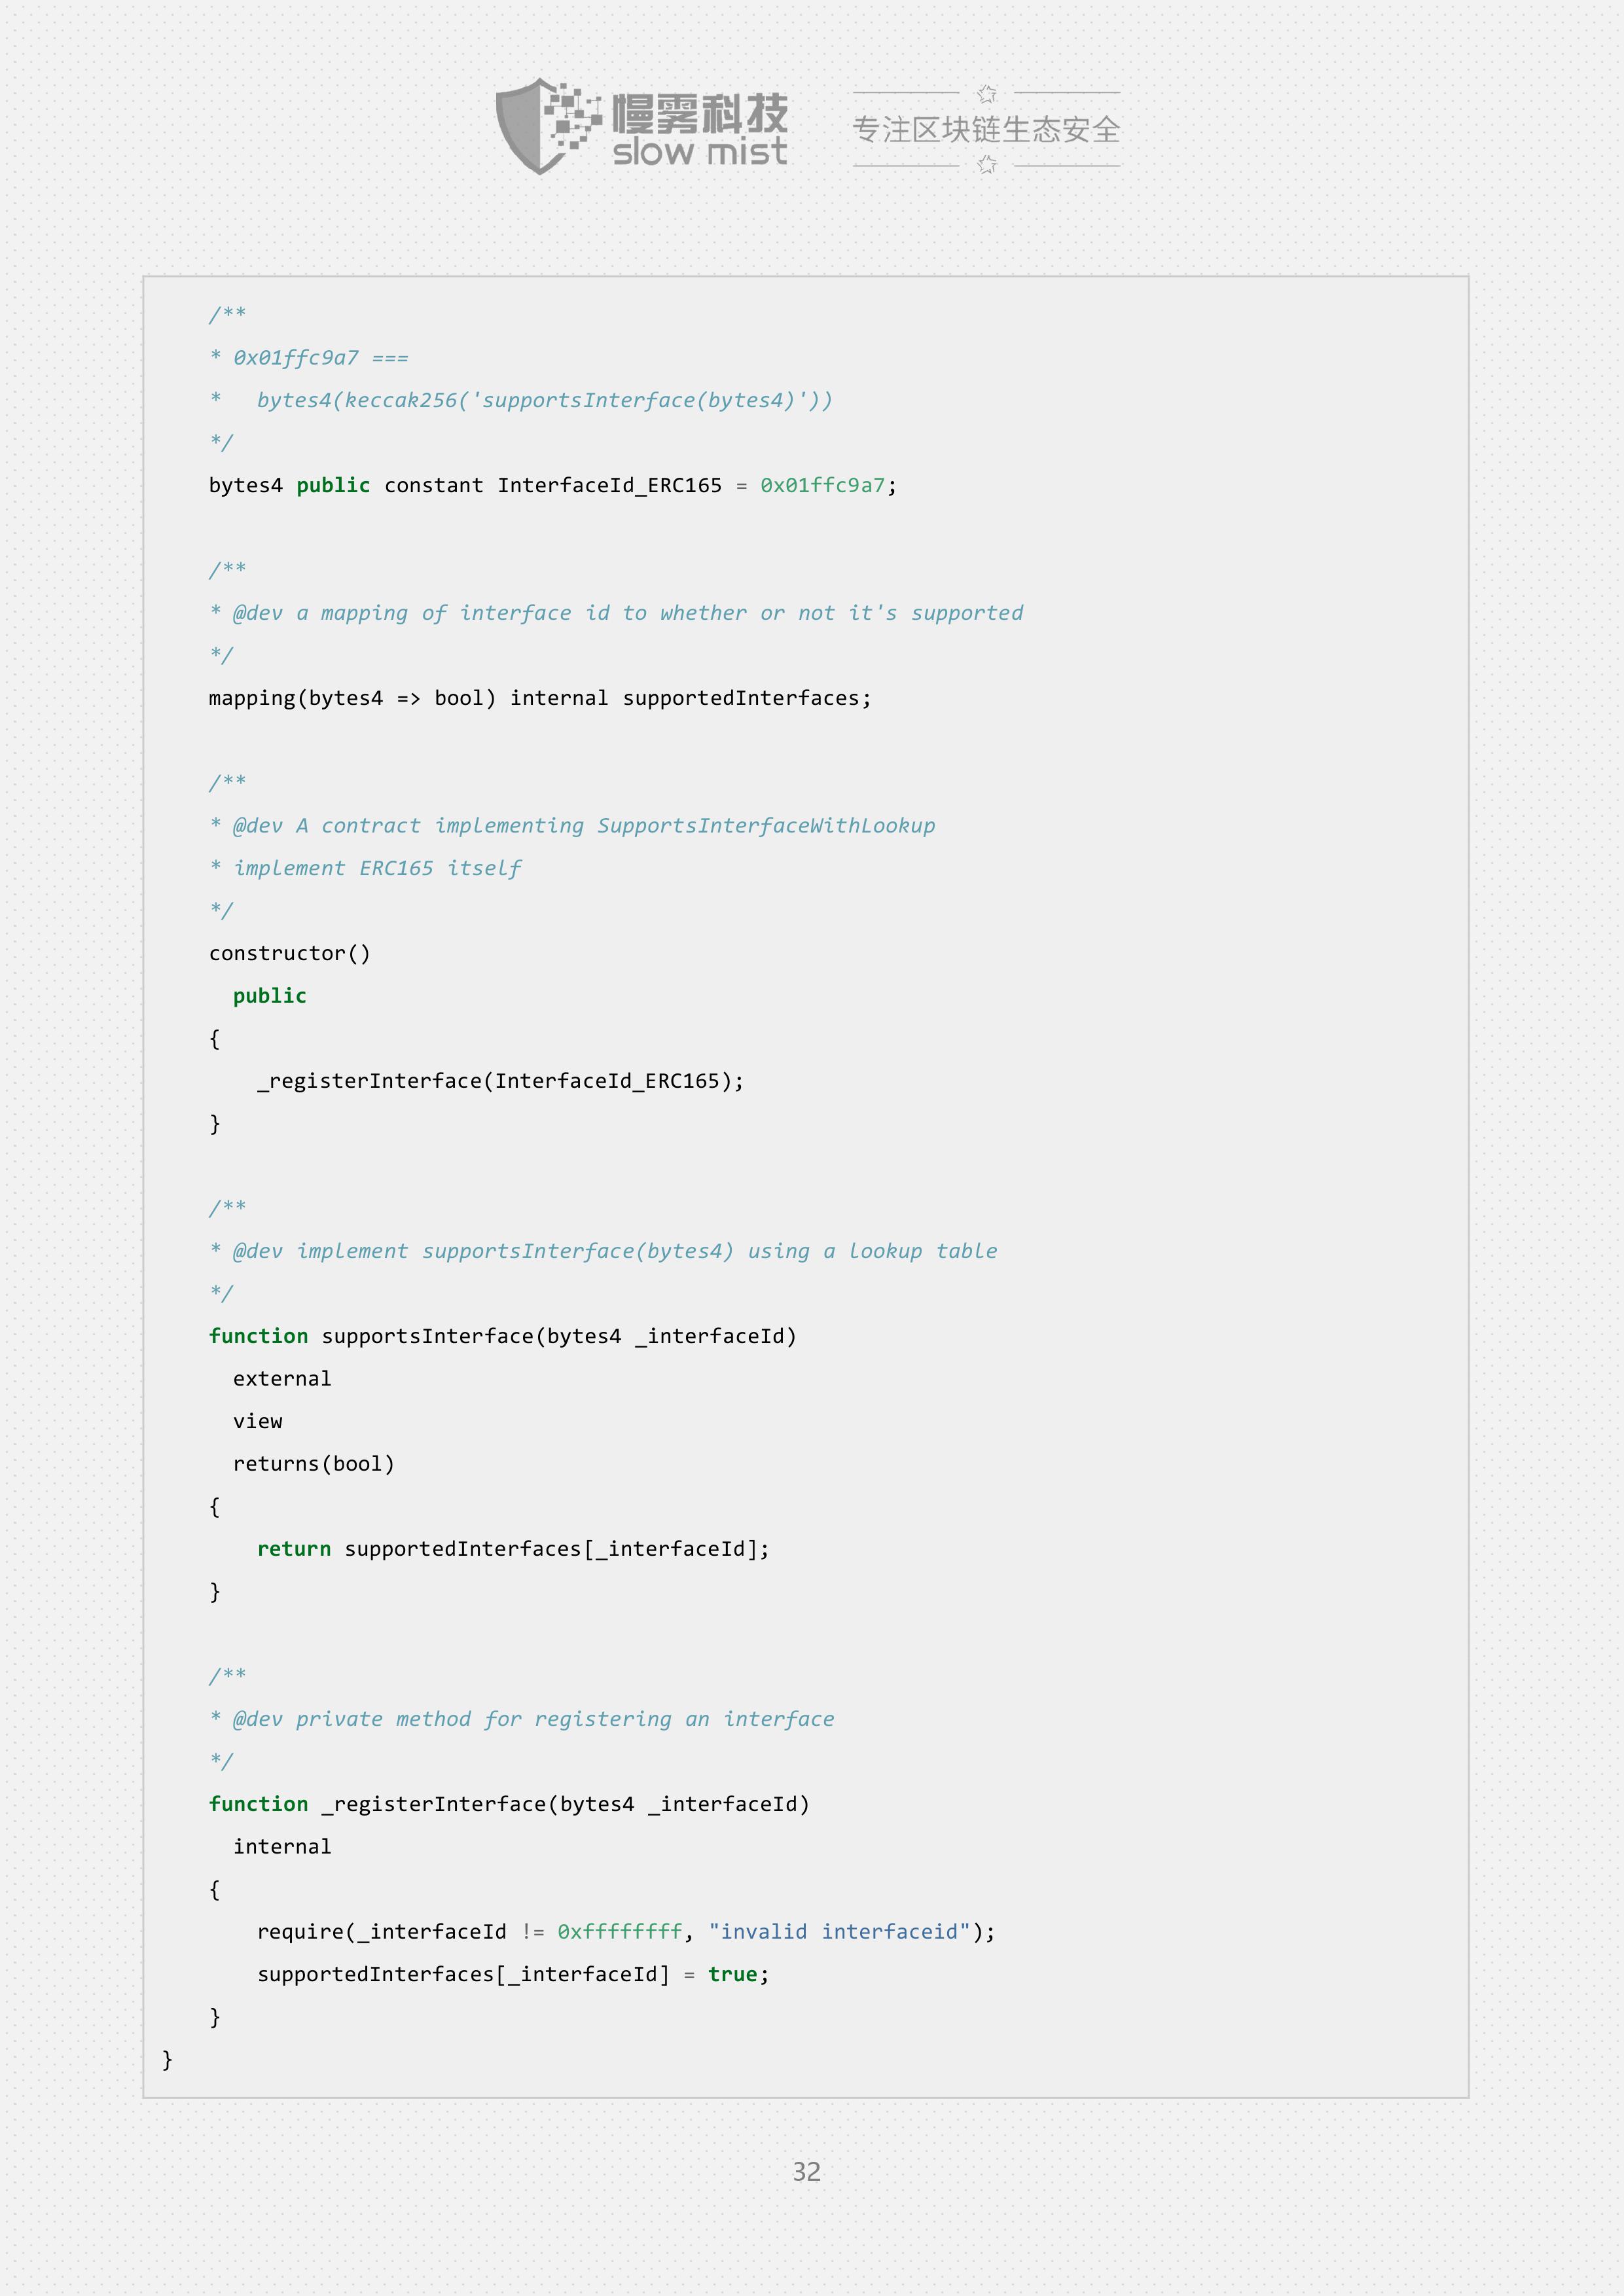 慢雾科技
slow mist
专注区块链生态安全
/**
* 0x01ffc9a7 ===
*   bytes4(keccak256('supportsInterface(bytes4)'))
*/
bytes4 public constant InterfaceId_ERC165 = 0x01ffc9a7;
/**
* @dev a mapping of interface id to whether or not it's supported
*/
mapping(bytes4 => bool) internal supportedInterfaces;
/**
* @dev A contract implementing SupportsInterfaceWithLookup
* implement ERC165 itself
*/
constructor()
public
{
_registerInterface(InterfaceId_ERC165);
}
/**
* @dev implement supportsInterface(bytes4) using a lookup table
*/
function supportsInterface(bytes4 _interfaceId)
external
view
returns(bool)
{
return supportedInterfaces[_interfaceId];
}
/**
* @dev private method for registering an interface
*/
function _registerInterface(bytes4 _interfaceId)
internal
{
require(_interfaceId != 0xffffffff, "invalid interfaceid");
supportedInterfaces[_interfaceId] = true;
}
}
32